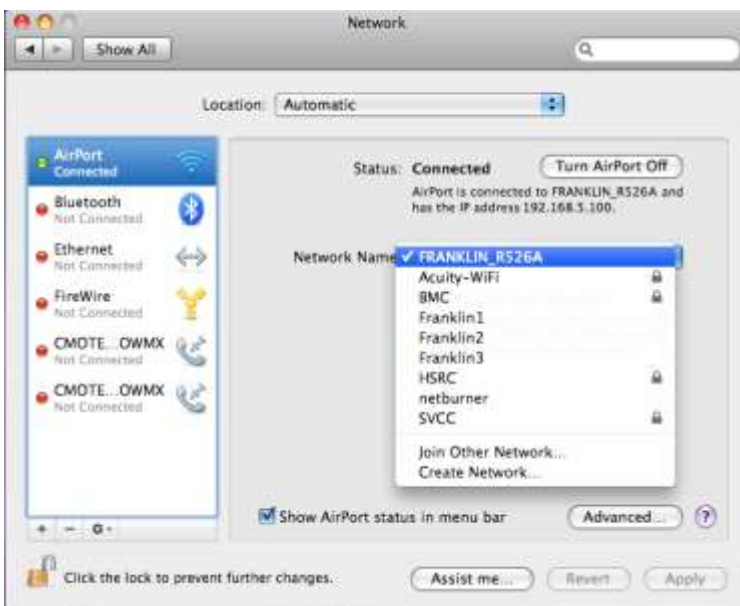 Network
Show All
Location: Automatic
AirPort
Connected
Status: Connected
Turn AirPort Off
AirPort is connected to FRANKLIN_R526A and
has the IP address 192.168.5.100.
Bluetooth
Not Connected
Ethernet
Not Connected
FireWire
Not Connected
CMOTE...OWMX
Not Connected
CMOTE...OWMX
Not Connected
Network Name
FRANKLIN_R526A
Acuity-WiFi
BMC
Franklin1
Franklin2
Franklin3
HSRC
netburner
SVCC
Join Other Network...
Create Network...
Show AirPort status in menu bar
Advanced...
?
Click the lock to prevent further changes.
Assist me...
Revert
Apply